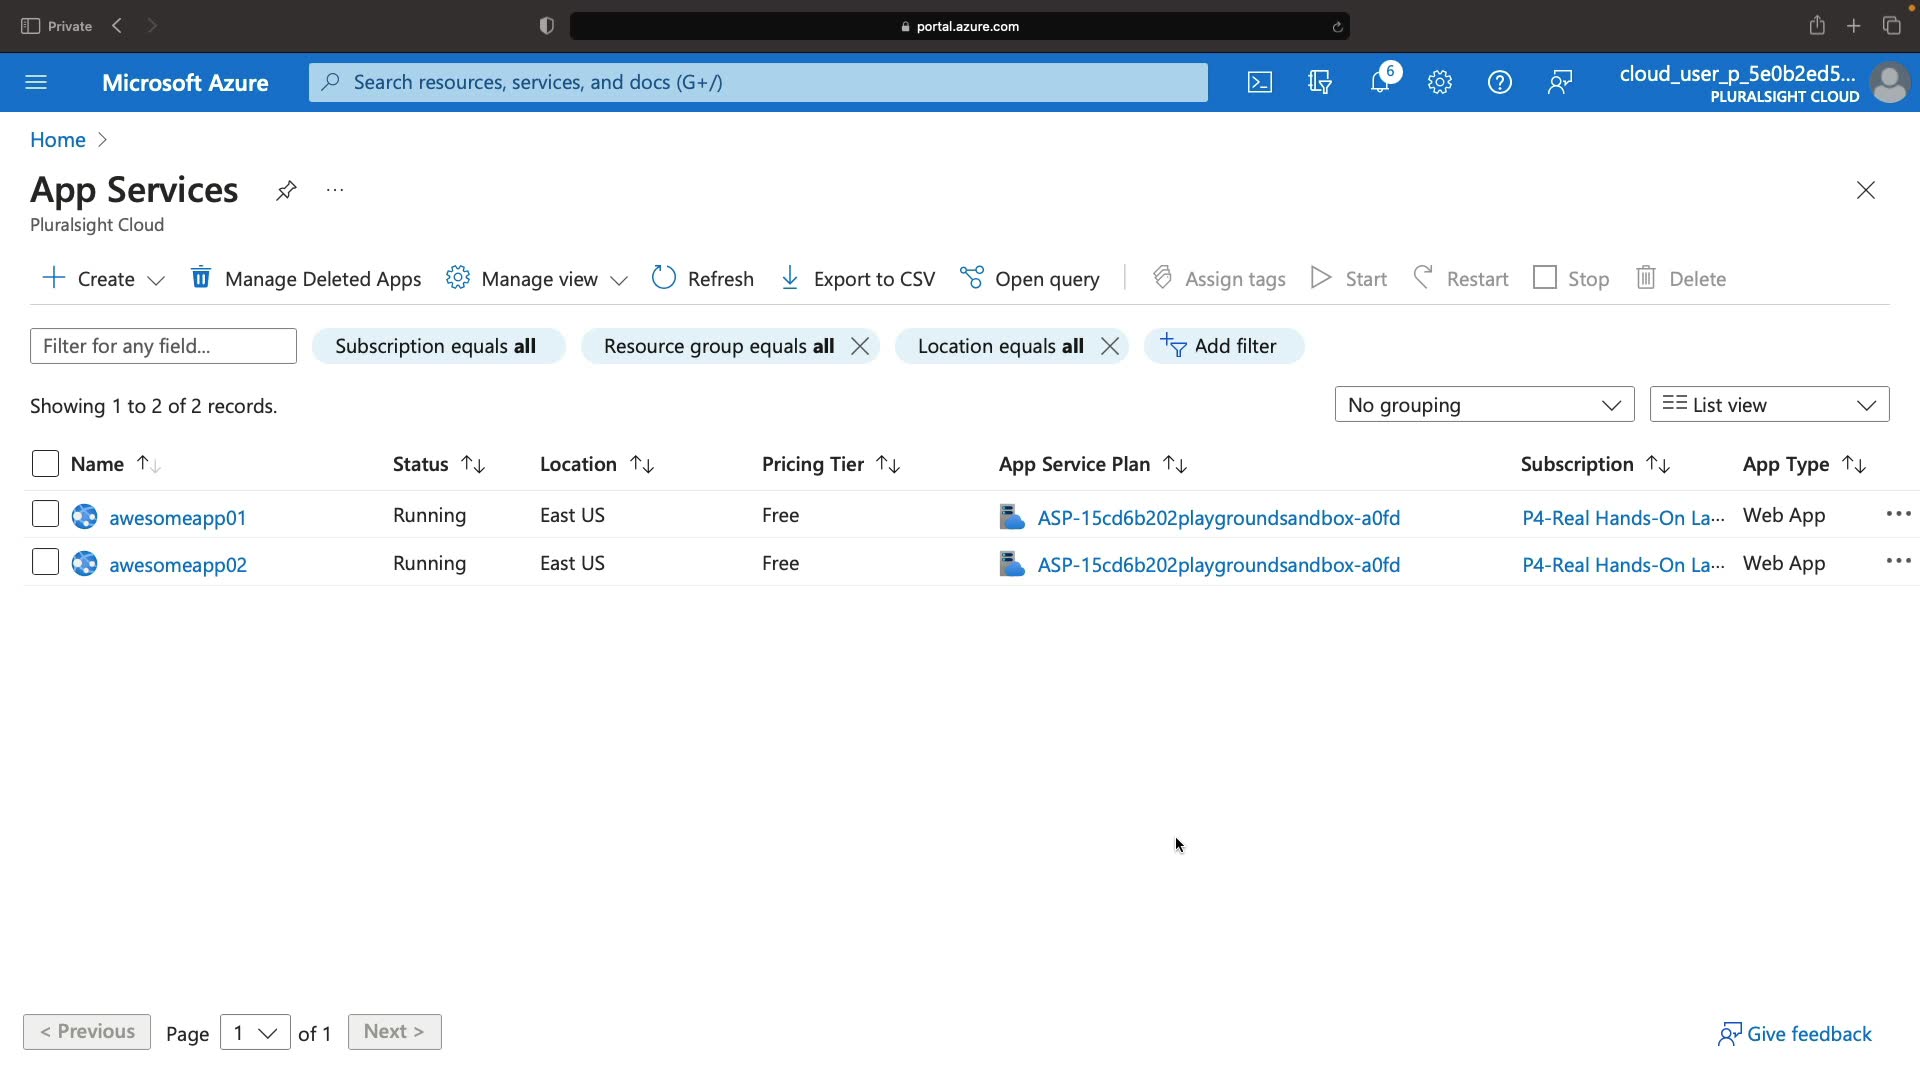 Private
portal.azure.com
Microsoft Azure
Search resources, services, and docs (G+/)
6
cloud_user_p_5e0b2ed5...
PLURALSIGHT CLOUD
Home
App Services
Pluralsight Cloud
Create Manage Deleted Apps Manage view Refresh Export to CSV Open query Assign tags Start Restart Stop Delete
Filter for any field... Subscription equals all Resource group equals all Location equals all Add filter
Showing 1 to 2 of 2 records. No grouping List view
Name Status Location Pricing Tier App Service Plan Subscription App Type
awesomeapp01 Running East US Free ASP-15cd6b202playgroundsandbox-a0fd P4-Real Hands-On La... Web App
awesomeapp02 Running East US Free ASP-15cd6b202playgroundsandbox-a0fd P4-Real Hands-On La... Web App
< Previous Page 1 of 1 Next > Give feedback